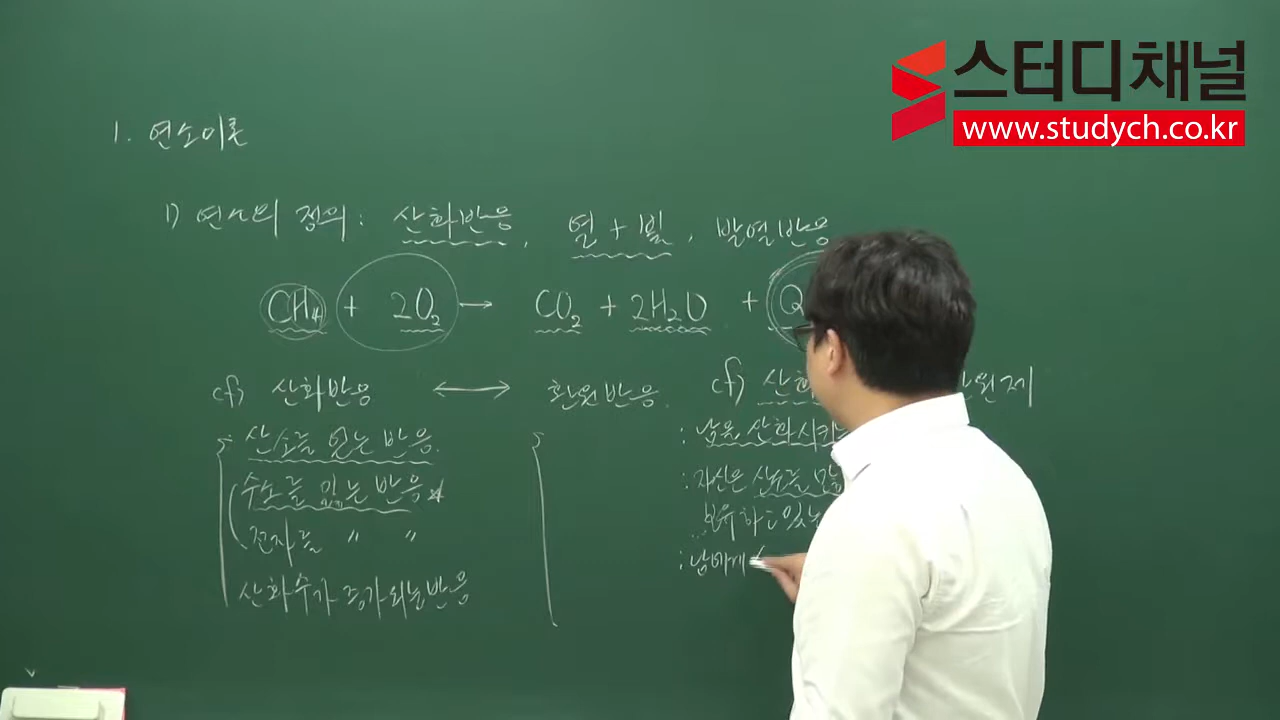 스터디채널
www.studych.co.kr
1. 연소이론
1) 연소의 정의 : 산화반응, 열 + 빛, 발열반응
CH4 + 2O2 → CO2 + 2H2O + Q
cf) 산화반응 ↔ 환원반응.
산소를 얻는 반응.
수소를 잃는 반응
전자를 〃 〃
산화수가 증가되는 반응
cf) 산화 환원제
: 남을 산화시키
: 자신은 산소를 많
보유하고 있는
: 남에게